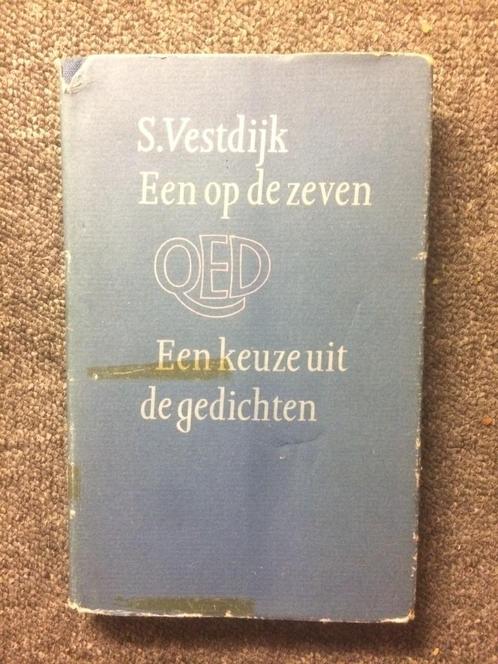 S. Vestdijk
Een op de zeven
QED
Een keuze uit
de gedichten